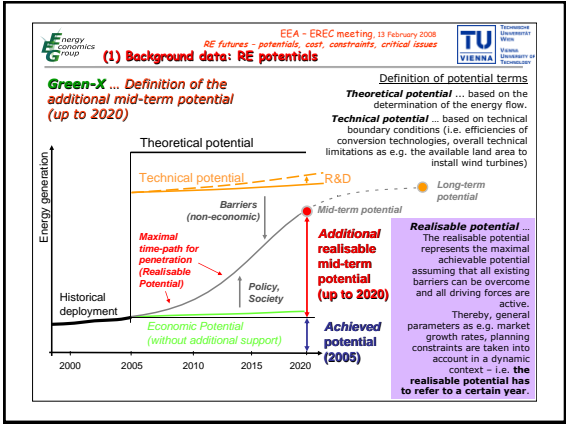 Energy
Economics
Group
EEA – EREC meeting, 13 February 2008
RE futures – potentials, cost, constraints, critical issues
(1) Background data: RE potentials
TU
VIENNA
TECHNISCHE
UNIVERSITÄT
WIEN
VIENNA
UNIVERSITY OF
TECHNOLOGY
Green-X … Definition of the
additional mid-term potential
(up to 2020)
Definition of potential terms
Theoretical potential … based on the
determination of the energy flow.
Technical potential … based on technical
boundary conditions (i.e. efficiencies of
conversion technologies, overall technical
limitations as e.g. the available land area to
install wind turbines)
Energy generation
Theoretical potential
Technical potential
R&D
Long-term
potential
Barriers
(non-economic)
Mid-term potential
Maximal
time-path for
penetration
(Realisable
Potential)
Additional
realisable
mid-term
potential
(up to 2020)
Policy,
Society
Historical
deployment
Economic Potential
(without additional support)
Achieved
potential
(2005)
2000
2005
2010
2015
2020
Realisable potential …
The realisable potential
represents the maximal
achievable potential
assuming that all existing
barriers can be overcome
and all driving forces are
active.
Thereby, general
parameters as e.g. market
growth rates, planning
constraints are taken into
account in a dynamic
context – i.e. the
realisable potential has
to refer to a certain year.